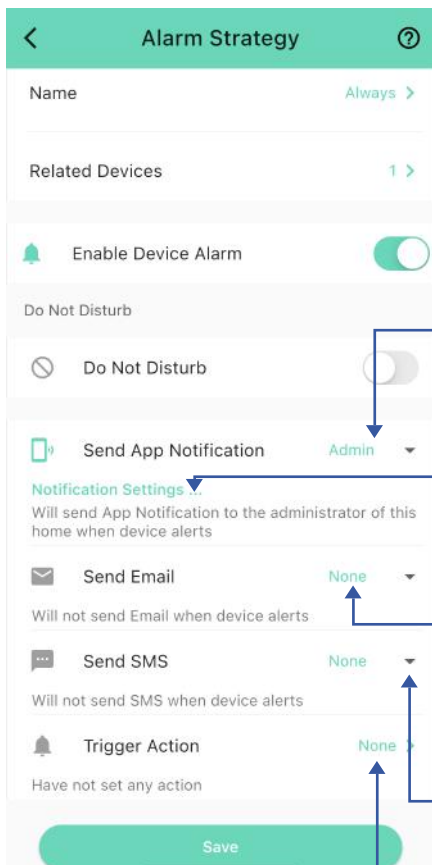 Alarm Strategy
Name Always
Related Devices 1
Enable Device Alarm
Do Not Disturb
Do Not Disturb
Send App Notification Admin
Notification Settings ...
Will send App Notification to the administrator of this
home when device alerts
Send Email None
Will not send Email when device alerts
Send SMS None
Will not send SMS when device alerts
Trigger Action None
Have not set any action
Save